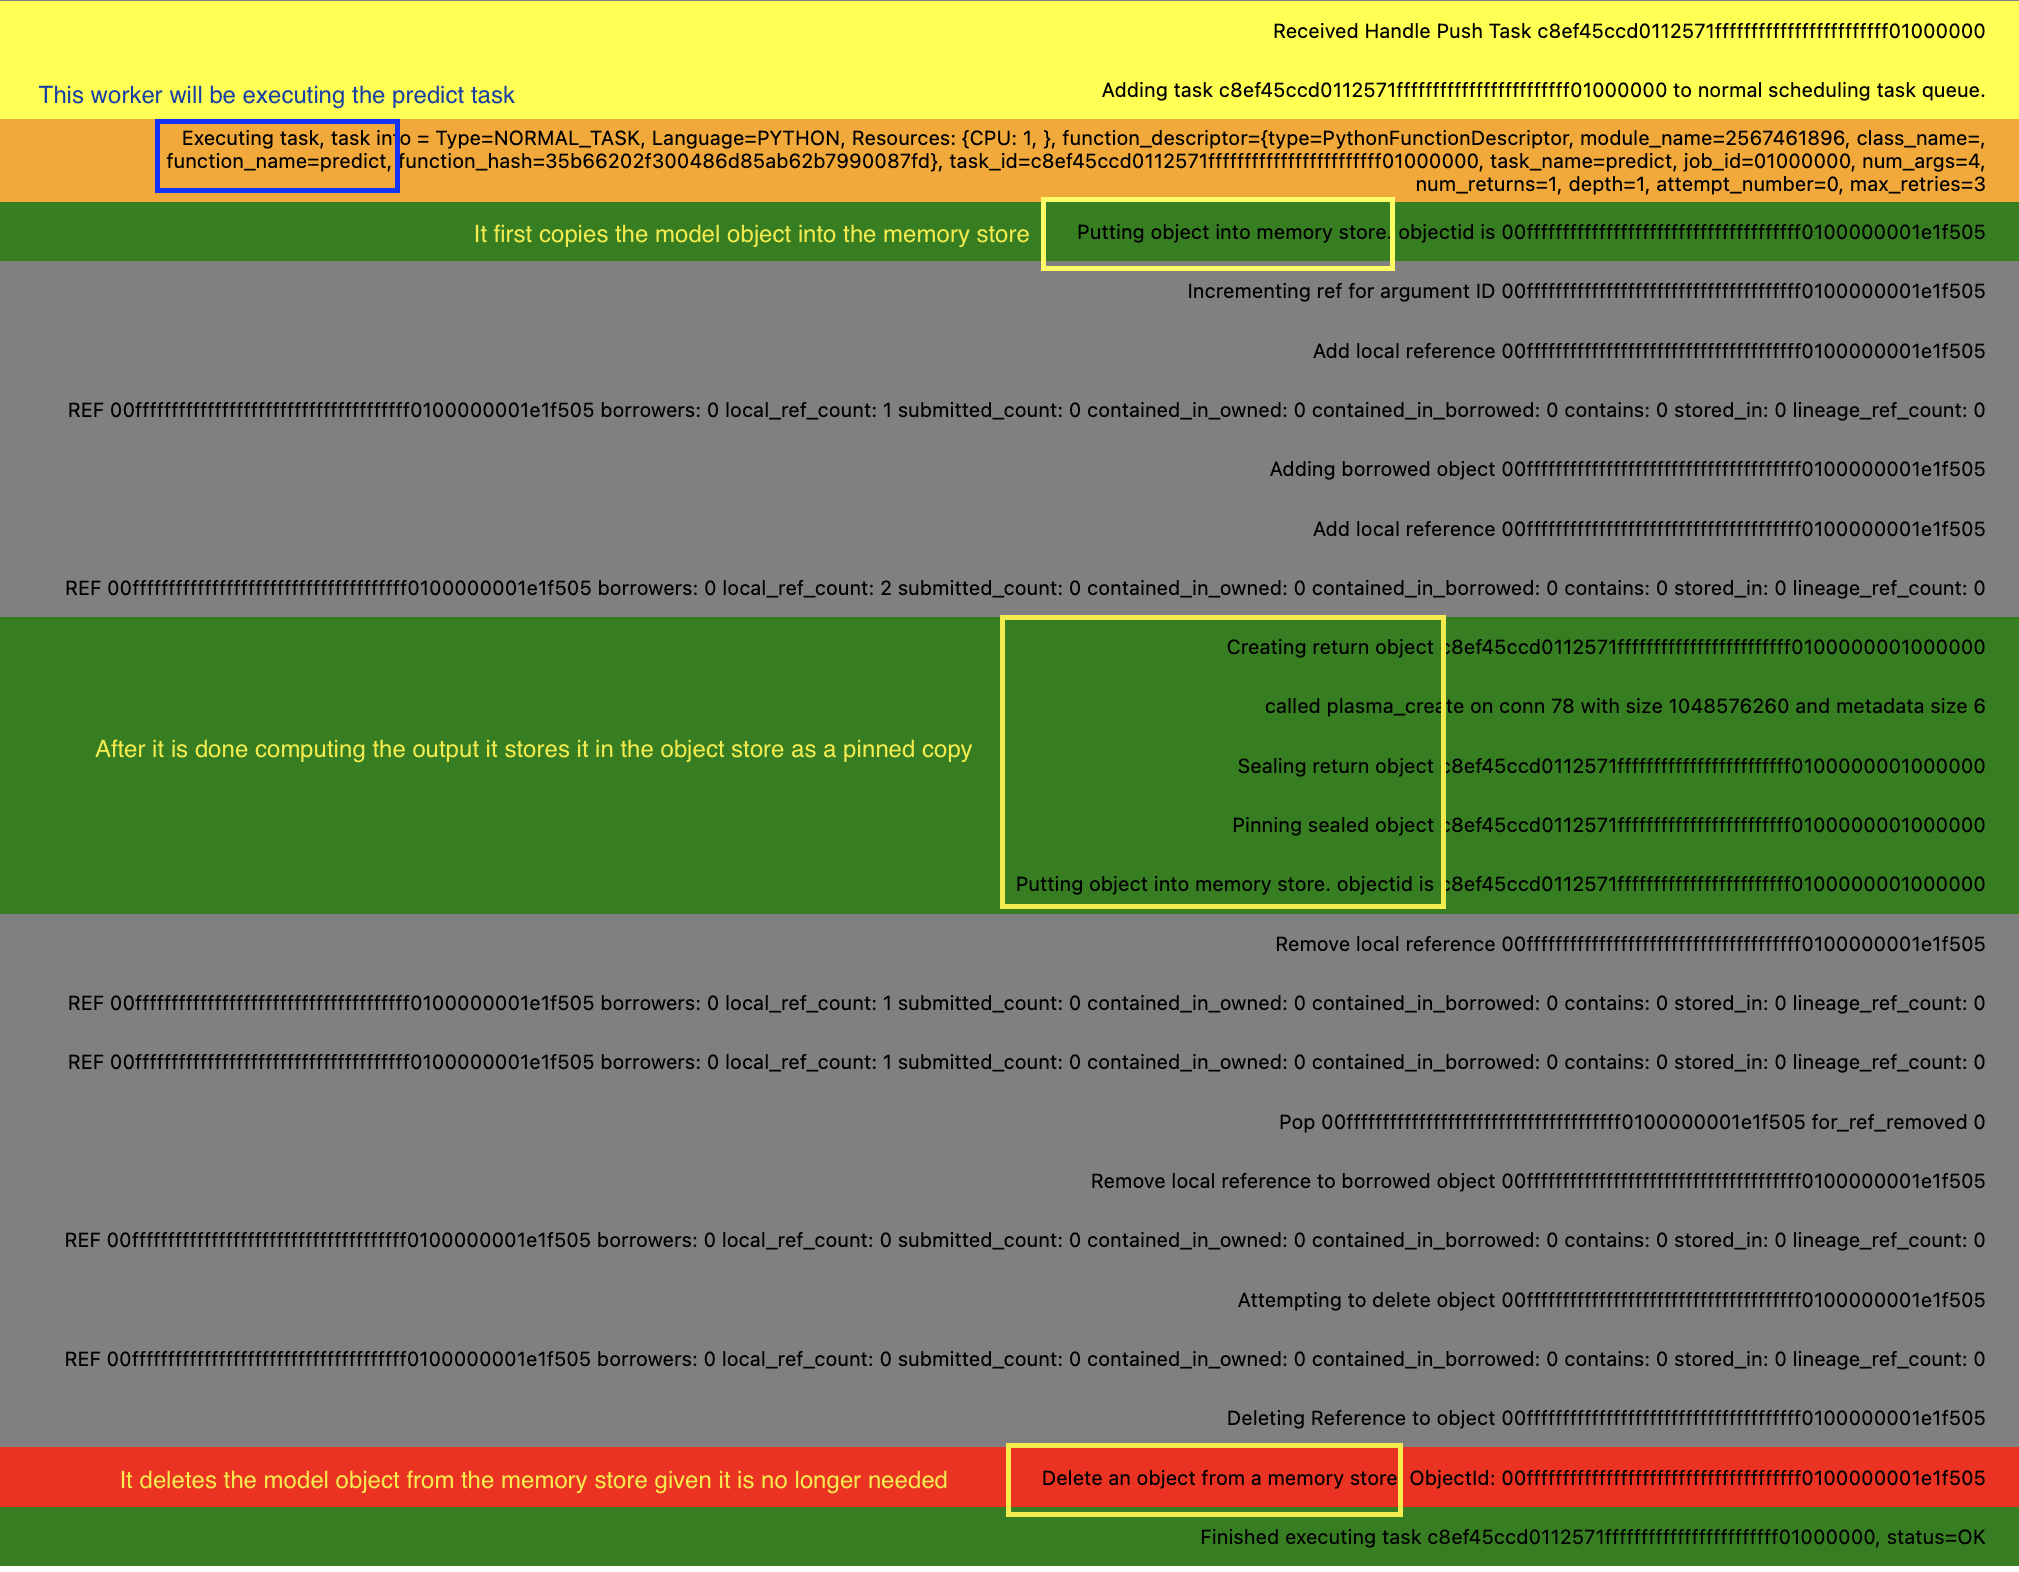 Received Handle Push Task c8ef45ccd0112571ffffffffffffffffffffffff01000000
Adding task c8ef45ccd0112571ffffffffffffffffffffffff01000000 to normal scheduling task queue.
This worker will be executing the predict task
Executing task, task info = Type=NORMAL_TASK, Language=PYTHON, Resources: {CPU: 1, }, function_descriptor={type=PythonFunctionDescriptor, module_name=2567461896, class_name=,
function_name=predict, function_hash=35b66202f300486d85ab62b7990087fd}, task_id=c8ef45ccd0112571ffffffffffffffffffffffff01000000, task_name=predict, job_id=01000000, num_args=4,
num_returns=1, depth=1, attempt_number=0, max_retries=3
It first copies the model object into the memory store
Putting object into memory store. objectid is 00ffffffffffffffffffffffffffffffffffffff0100000001e1f505
Incrementing ref for argument ID 00ffffffffffffffffffffffffffffffffffffff0100000001e1f505
Add local reference 00ffffffffffffffffffffffffffffffffffffff0100000001e1f505
REF 00ffffffffffffffffffffffffffffffffffffff0100000001e1f505 borrowers: 0 local_ref_count: 1 submitted_count: 0 contained_in_owned: 0 contained_in_borrowed: 0 contains: 0 stored_in: 0 lineage_ref_count: 0
Adding borrowed object 00ffffffffffffffffffffffffffffffffffffff0100000001e1f505
Add local reference 00ffffffffffffffffffffffffffffffffffffff0100000001e1f505
REF 00ffffffffffffffffffffffffffffffffffffff0100000001e1f505 borrowers: 0 local_ref_count: 2 submitted_count: 0 contained_in_owned: 0 contained_in_borrowed: 0 contains: 0 stored_in: 0 lineage_ref_count: 0
Creating return object c8ef45ccd0112571ffffffffffffffffffffffff0100000001000000
called plasma_create on conn 78 with size 1048576260 and metadata size 6
After it is done computing the output it stores it in the object store as a pinned copy
Sealing return object c8ef45ccd0112571ffffffffffffffffffffffff0100000001000000
Pinning sealed object c8ef45ccd0112571ffffffffffffffffffffffff0100000001000000
Putting object into memory store. objectid is c8ef45ccd0112571ffffffffffffffffffffffff0100000001000000
Remove local reference 00ffffffffffffffffffffffffffffffffffffff0100000001e1f505
REF 00ffffffffffffffffffffffffffffffffffffff0100000001e1f505 borrowers: 0 local_ref_count: 1 submitted_count: 0 contained_in_owned: 0 contained_in_borrowed: 0 contains: 0 stored_in: 0 lineage_ref_count: 0
REF 00ffffffffffffffffffffffffffffffffffffff0100000001e1f505 borrowers: 0 local_ref_count: 1 submitted_count: 0 contained_in_owned: 0 contained_in_borrowed: 0 contains: 0 stored_in: 0 lineage_ref_count: 0
Pop 00ffffffffffffffffffffffffffffffffffffff0100000001e1f505 for_ref_removed 0
Remove local reference to borrowed object 00ffffffffffffffffffffffffffffffffffffff0100000001e1f505
REF 00ffffffffffffffffffffffffffffffffffffff0100000001e1f505 borrowers: 0 local_ref_count: 0 submitted_count: 0 contained_in_owned: 0 contained_in_borrowed: 0 contains: 0 stored_in: 0 lineage_ref_count: 0
Attempting to delete object 00ffffffffffffffffffffffffffffffffffffff0100000001e1f505
REF 00ffffffffffffffffffffffffffffffffffffff0100000001e1f505 borrowers: 0 local_ref_count: 0 submitted_count: 0 contained_in_owned: 0 contained_in_borrowed: 0 contains: 0 stored_in: 0 lineage_ref_count: 0
Deleting Reference to object 00ffffffffffffffffffffffffffffffffffffff0100000001e1f505
It deletes the model object from the memory store given it is no longer needed
Delete an object from a memory store ObjectId: 00ffffffffffffffffffffffffffffffffffffff0100000001e1f505
Finished executing task c8ef45ccd0112571ffffffffffffffffffffffff01000000, status=OK